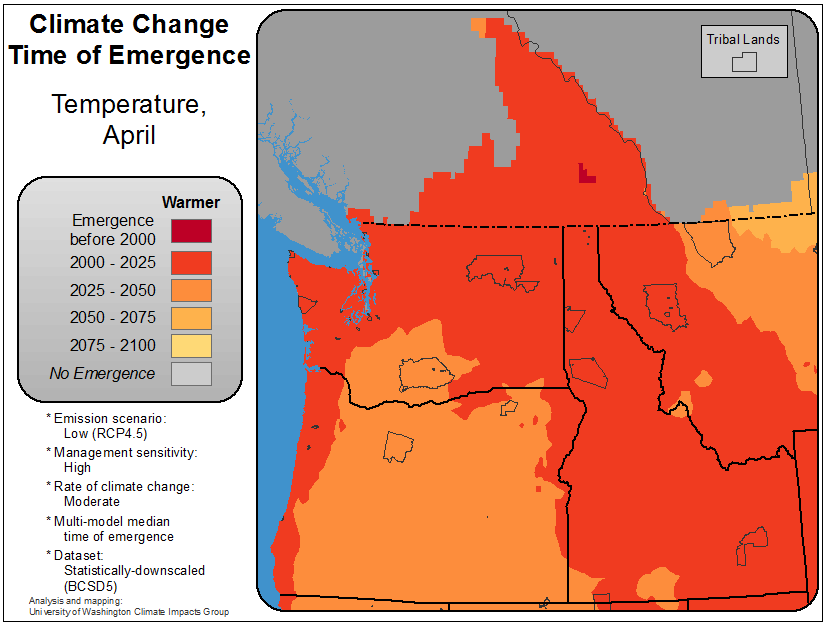 Climate Change
Time of Emergence
Temperature,
April
Tribal Lands
Warmer
Emergence
before 2000
2000 - 2025
2025 - 2050
2050 - 2075
2075 - 2100
No Emergence
* Emission scenario:
Low (RCP4.5)
* Management sensitivity:
High
* Rate of climate change:
Moderate
* Multi-model median
time of emergence
* Dataset:
Statistically-downscaled
(BCSD5)
Analysis and mapping:
University of Washington Climate Impacts Group